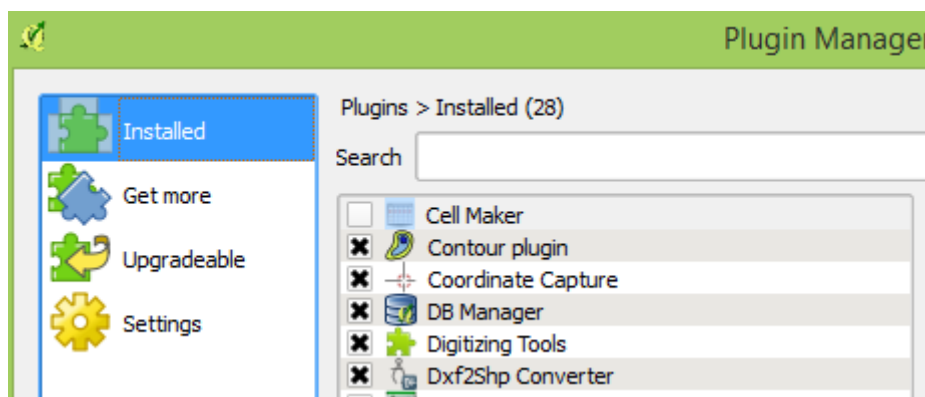 Plugin Manager
Installed
Get more
Upgradeable
Settings
Plugins > Installed (28)
Search
Cell Maker
Contour plugin
Coordinate Capture
DB Manager
Digitizing Tools
Dxf2Shp Converter